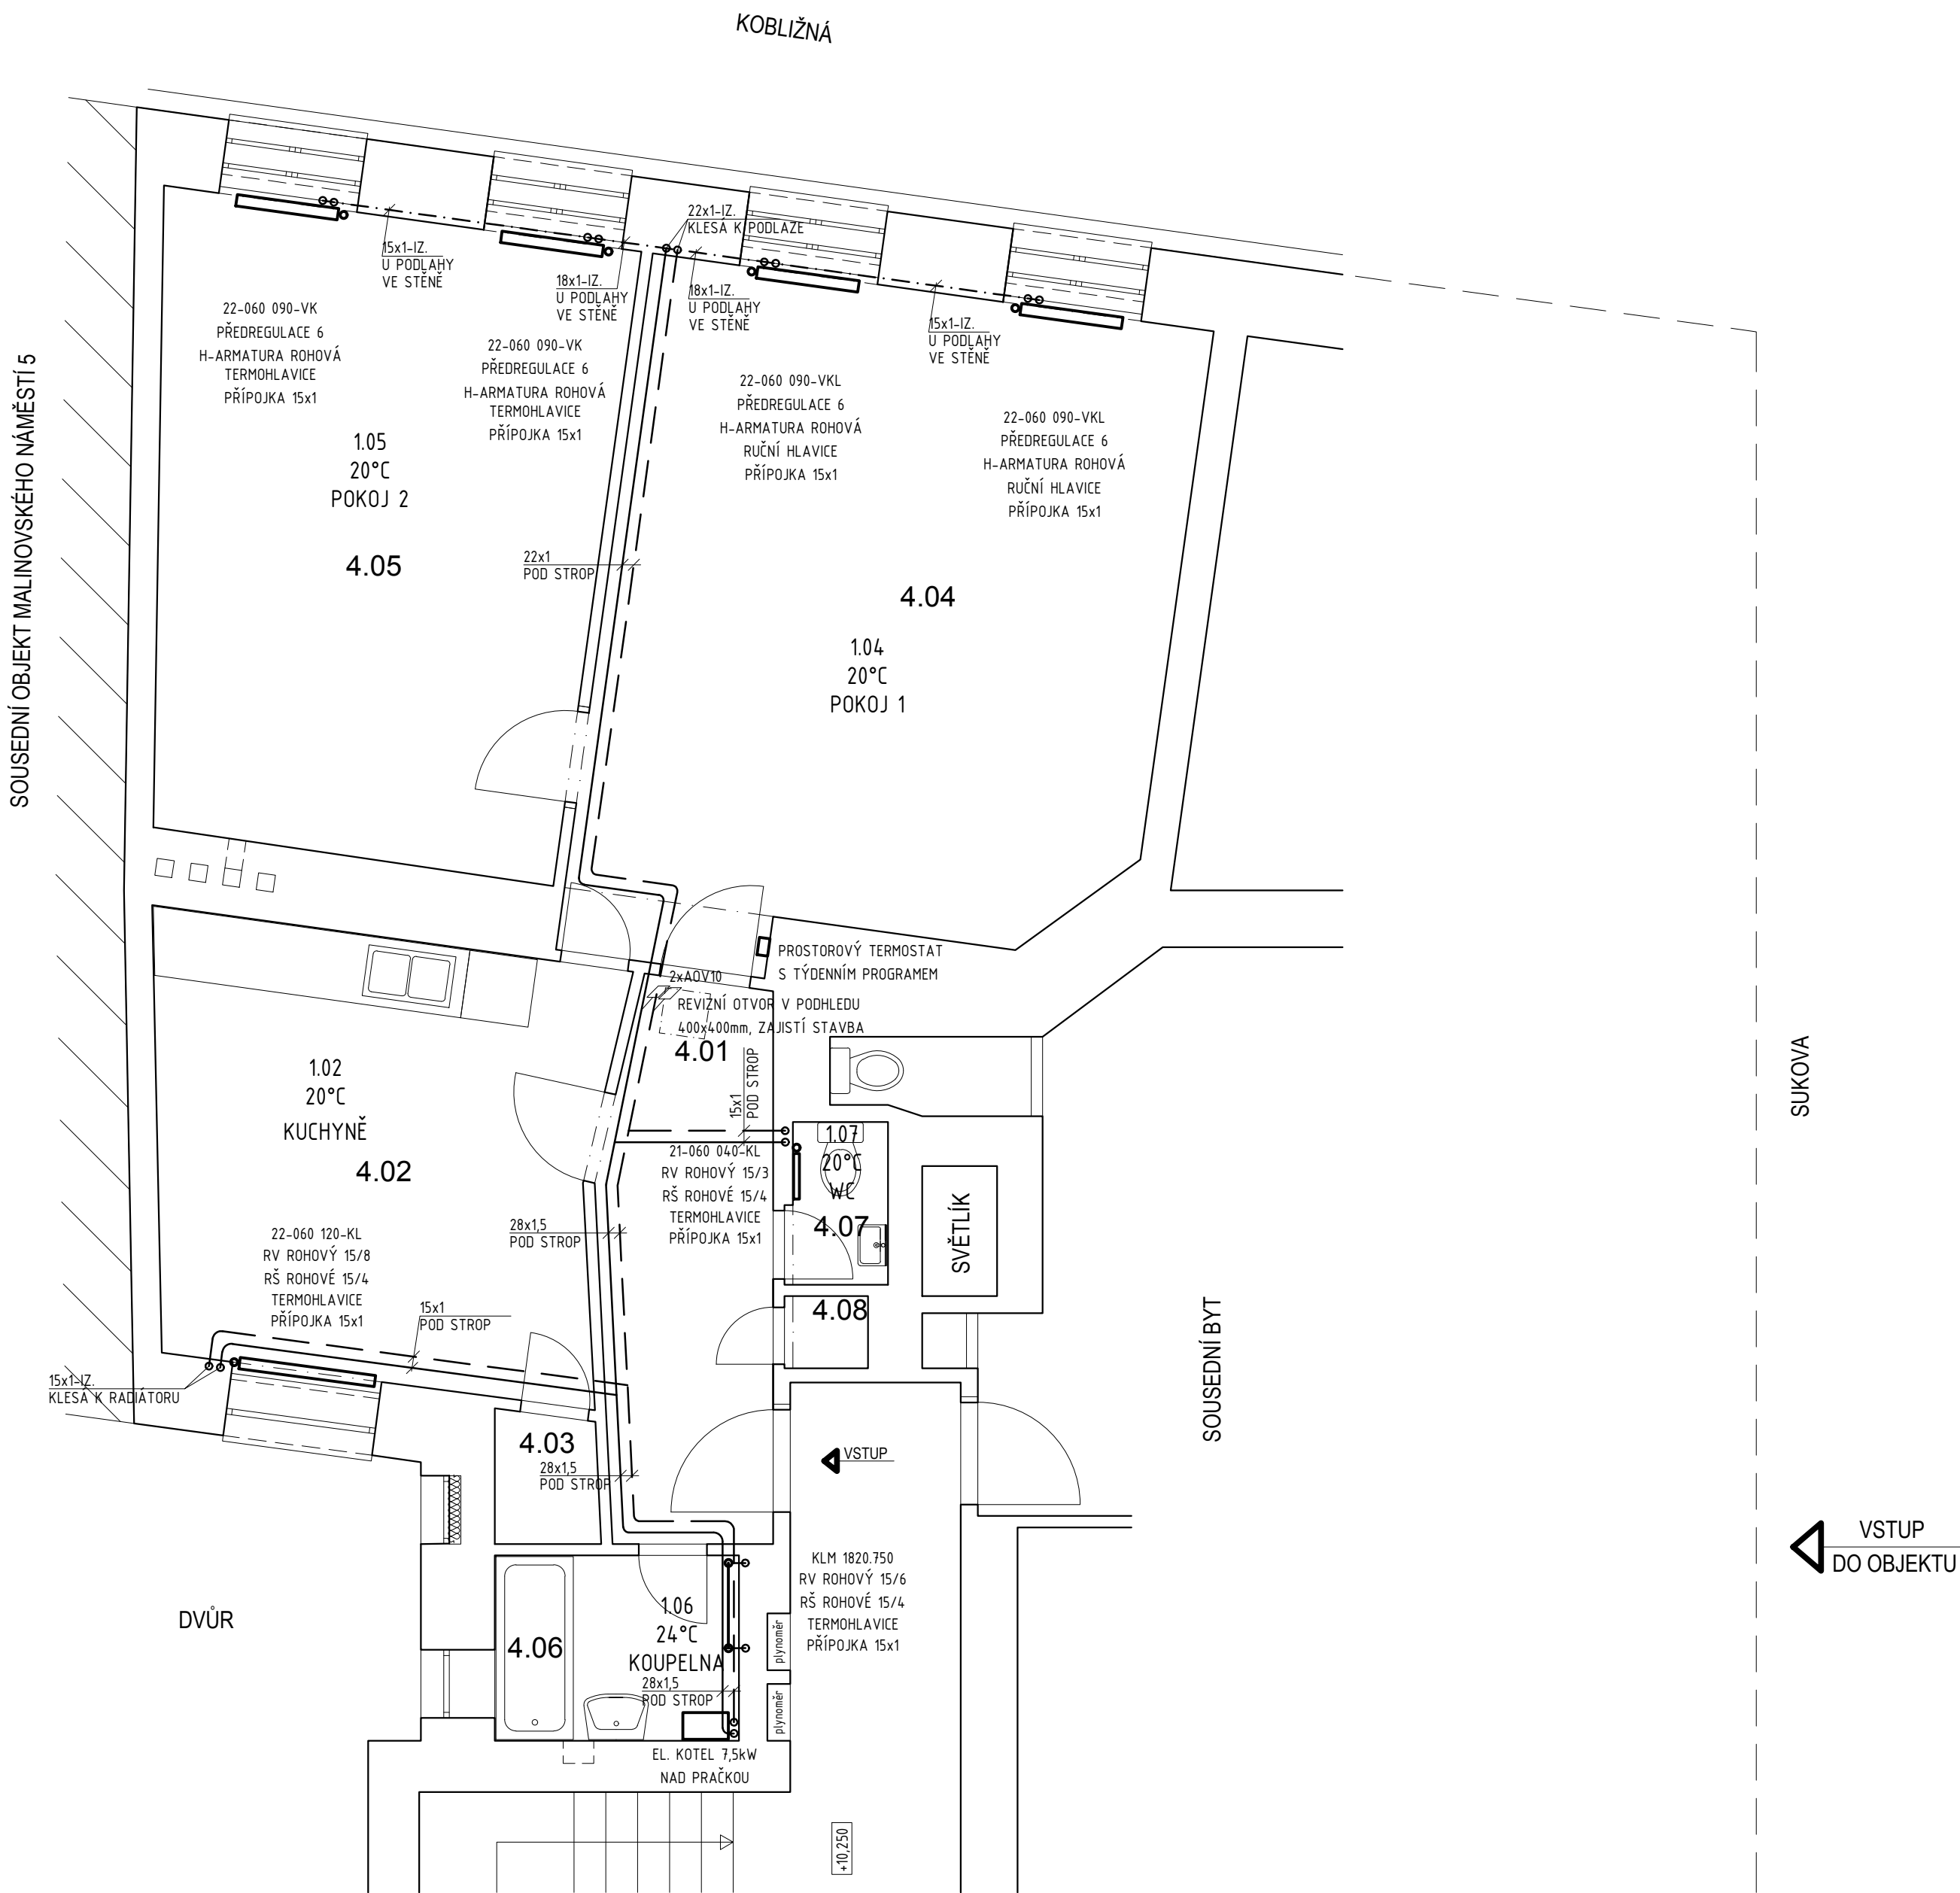 KOBLIŽNÁ
SOUSEDNÍ OBJEKT MALINOVSKÉHO NÁMĚSTÍ 5
22x1-IZ.
KLESÁ K PODLAZE
15x1-IZ.
U PODLAHY
VE STĚNĚ
18x1-IZ.
U PODLAHY
VE STĚNĚ
18x1-IZ.
U PODLAHY
VE STĚNĚ
15x1-IZ.
U PODLAHY
VE STĚNĚ
22-060 090-VK
PŘEDREGULACE 6
H-ARMATURA ROHOVÁ
TERMOHLAVICE
PŘÍPOJKA 15x1
22-060 090-VK
PŘEDREGULACE 6
H-ARMATURA ROHOVÁ
TERMOHLAVICE
PŘÍPOJKA 15x1
22-060 090-VKL
PŘEDREGULACE 6
H-ARMATURA ROHOVÁ
RUČNÍ HLAVICE
PŘÍPOJKA 15x1
22-060 090-VKL
PŘEDREGULACE 6
H-ARMATURA ROHOVÁ
RUČNÍ HLAVICE
PŘÍPOJKA 15x1
1.05
20°C
POKOJ 2
4.05
22x1
POD STROP
4.04
1.04
20°C
POKOJ 1
PROSTOROVÝ TERMOSTAT
S TÝDENNÍM PROGRAMEM
2xAOV10
REVIZNÍ OTVOR V PODHLEDU
400x400mm, ZAJISTÍ STAVBA
4.01
15x1
POD STROP
1.02
20°C
KUCHYNĚ
4.02
21-060 040-KL
RV ROHOVÝ 15/3
RŠ ROHOVÉ 15/4
TERMOHLAVICE
PŘÍPOJKA 15x1
1.07
20°C
WC
4.07
SVĚTLÍK
SUKOVA
28x1,5
POD STROP
22-060 120-KL
RV ROHOVÝ 15/8
RŠ ROHOVÉ 15/4
TERMOHLAVICE
PŘÍPOJKA 15x1
15x1
POD STROP
4.08
SOUSEDNÍ BYT
15x1-IZ.
KLESÁ K RADIÁTORU
4.03
28x1,5
POD STROP
VSTUP
VSTUP
DO OBJEKTU
KLM 1820.750
RV ROHOVÝ 15/6
RŠ ROHOVÉ 15/4
TERMOHLAVICE
PŘÍPOJKA 15x1
DVŮR
1.06
24°C
KOUPELNA
4.06
28x1,5
POD STROP
plynoměr
plynoměr
EL. KOTEL 7,5kW
NAD PRAČKOU
+10,250